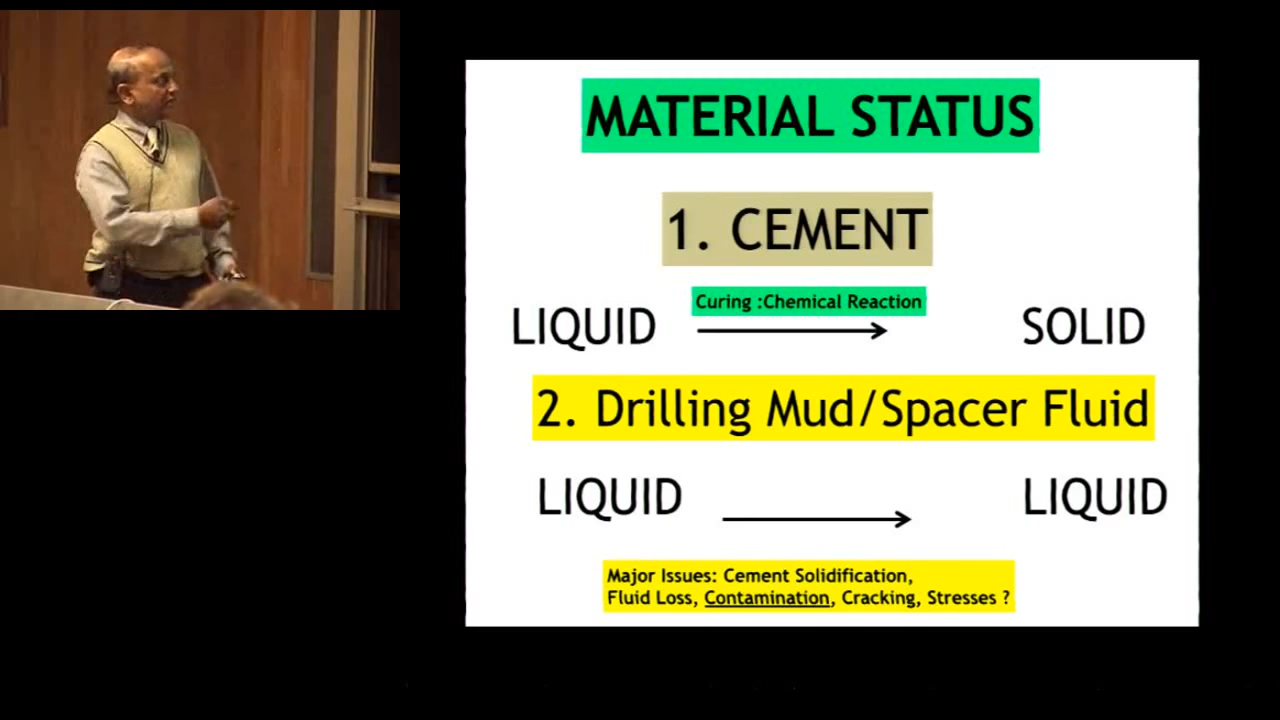 MATERIAL STATUS
1. CEMENT
Curing :Chemical Reaction
LIQUID SOLID
2. Drilling Mud/Spacer Fluid
LIQUID LIQUID
Major Issues: Cement Solidification,
Fluid Loss, Contamination, Cracking, Stresses ?